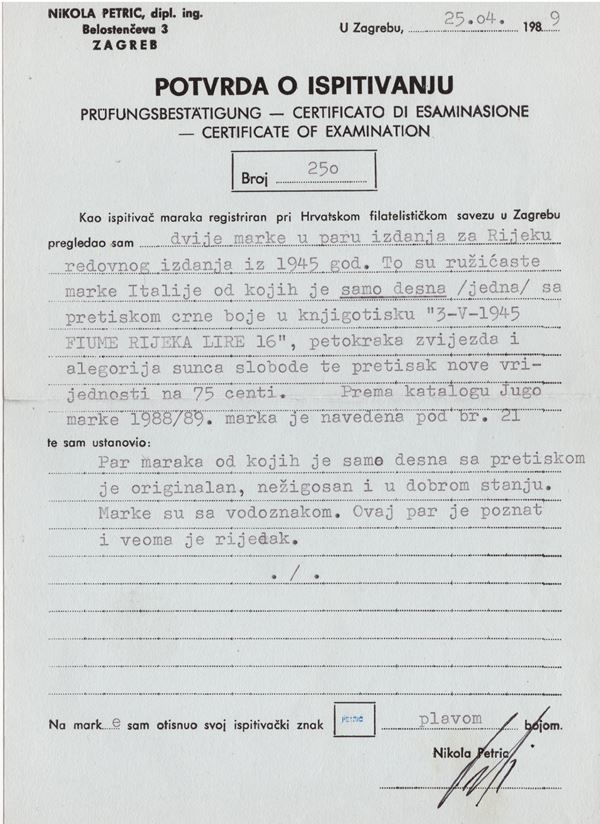 NiKOLA PETRIC, dipl. ing.
Belostenčeva 3
ZAGREB
U Zagrebu, 25.o4. 1989
POTVRDA O ISPITIVANJU
PRÜFUNGSBESTÄTIGUNG — CERTIFICATO DI ESAMINASIONE
— CERTIFICATE OF EXAMINATION
Broj 25o
Kao ispitivač maraka registriran pri Hrvatskom filatelističkom savezu u Zagrebu
pregledao sam dvije marke u paru izdanja za Rijeku
redovnog izdanja iz 1945 god. To su ružićaste
marke Italije od kojih je samo desna /jedna/ sa
pretiskom crne boje u knjigotisku "3-V-1945
FIUME RIJEKA LIRE 16", petokraka zvijezda i
alegorija sunca slobode te pretisak nove vri-
jednosti na 75 centi. Prema katalogu Jugo
marke 1988/89. marka je navedena pod br. 21
te sam ustanovio:
Par maraka od kojih je samo desna sa pretiskom
je originalan, nežigosan i u dobrom stanju.
Marke su sa vodoznakom. Ovaj par je poznat
i veoma je rijedak.
./.
Na mark e sam otisnuo svoj ispitivački znak PETRIC plavom bojom.
Nikola Petric